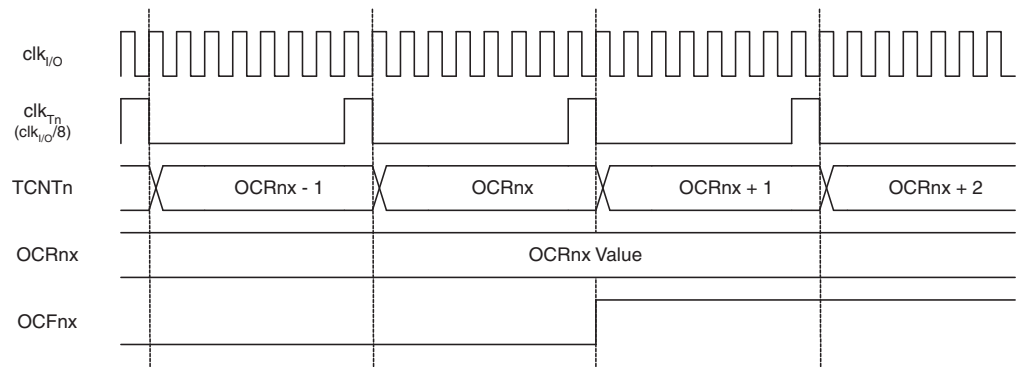 clkI/O
clkTn
(clkI/O/8)
TCNTn
OCRnx - 1
OCRnx
OCRnx + 1
OCRnx + 2
OCRnx
OCRnx Value
OCFnx